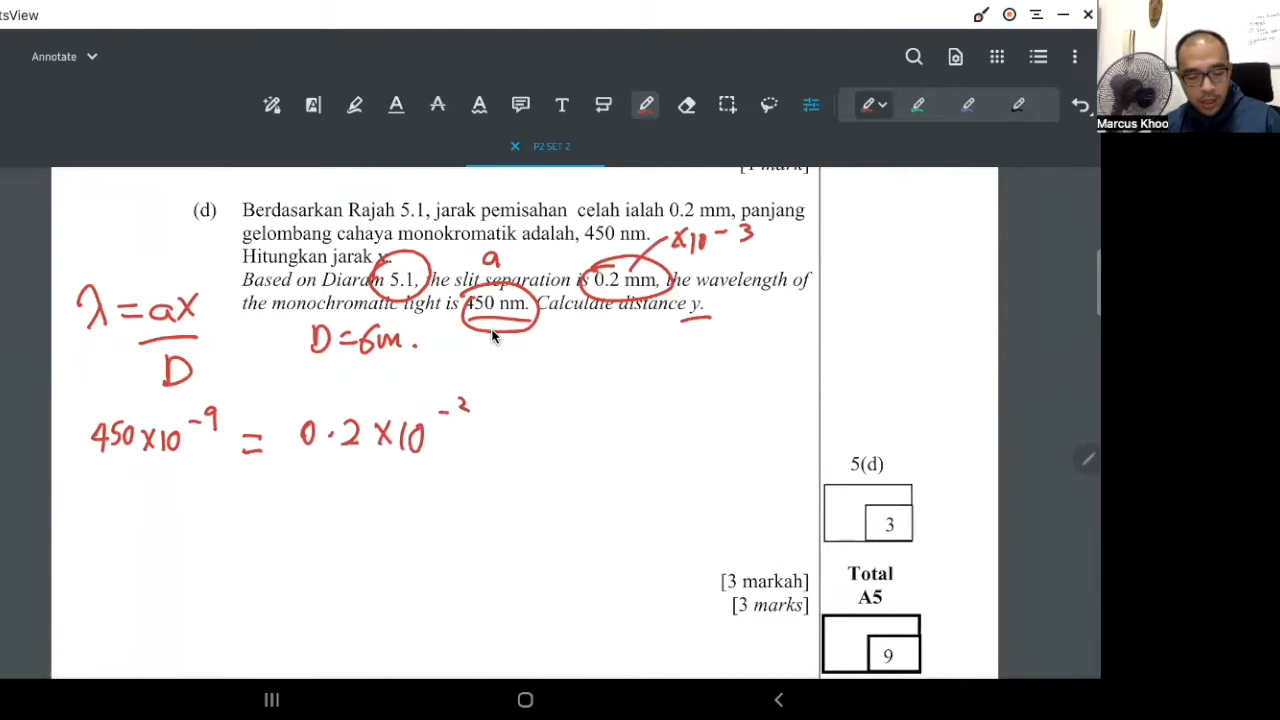 tsView
Annotate
P2 SET 2
Marcus Khoo
(d) Berdasarkan Rajah 5.1, jarak pemisahan celah ialah 0.2 mm, panjang
gelombang cahaya monokromatik adalah, 450 nm.
×10 - 3
Hitungkan jarak x.
a
Based on Diaram 5.1, the slit separation is 0.2 mm, the wavelength of
the monochromatic light is 450 nm. Calculate distance y.
λ = ax
D
D = 6m.
450×10 -9 = 0.2 ×10 -2
5(d)
3
[3 markah]
[3 marks]
Total
A5
9